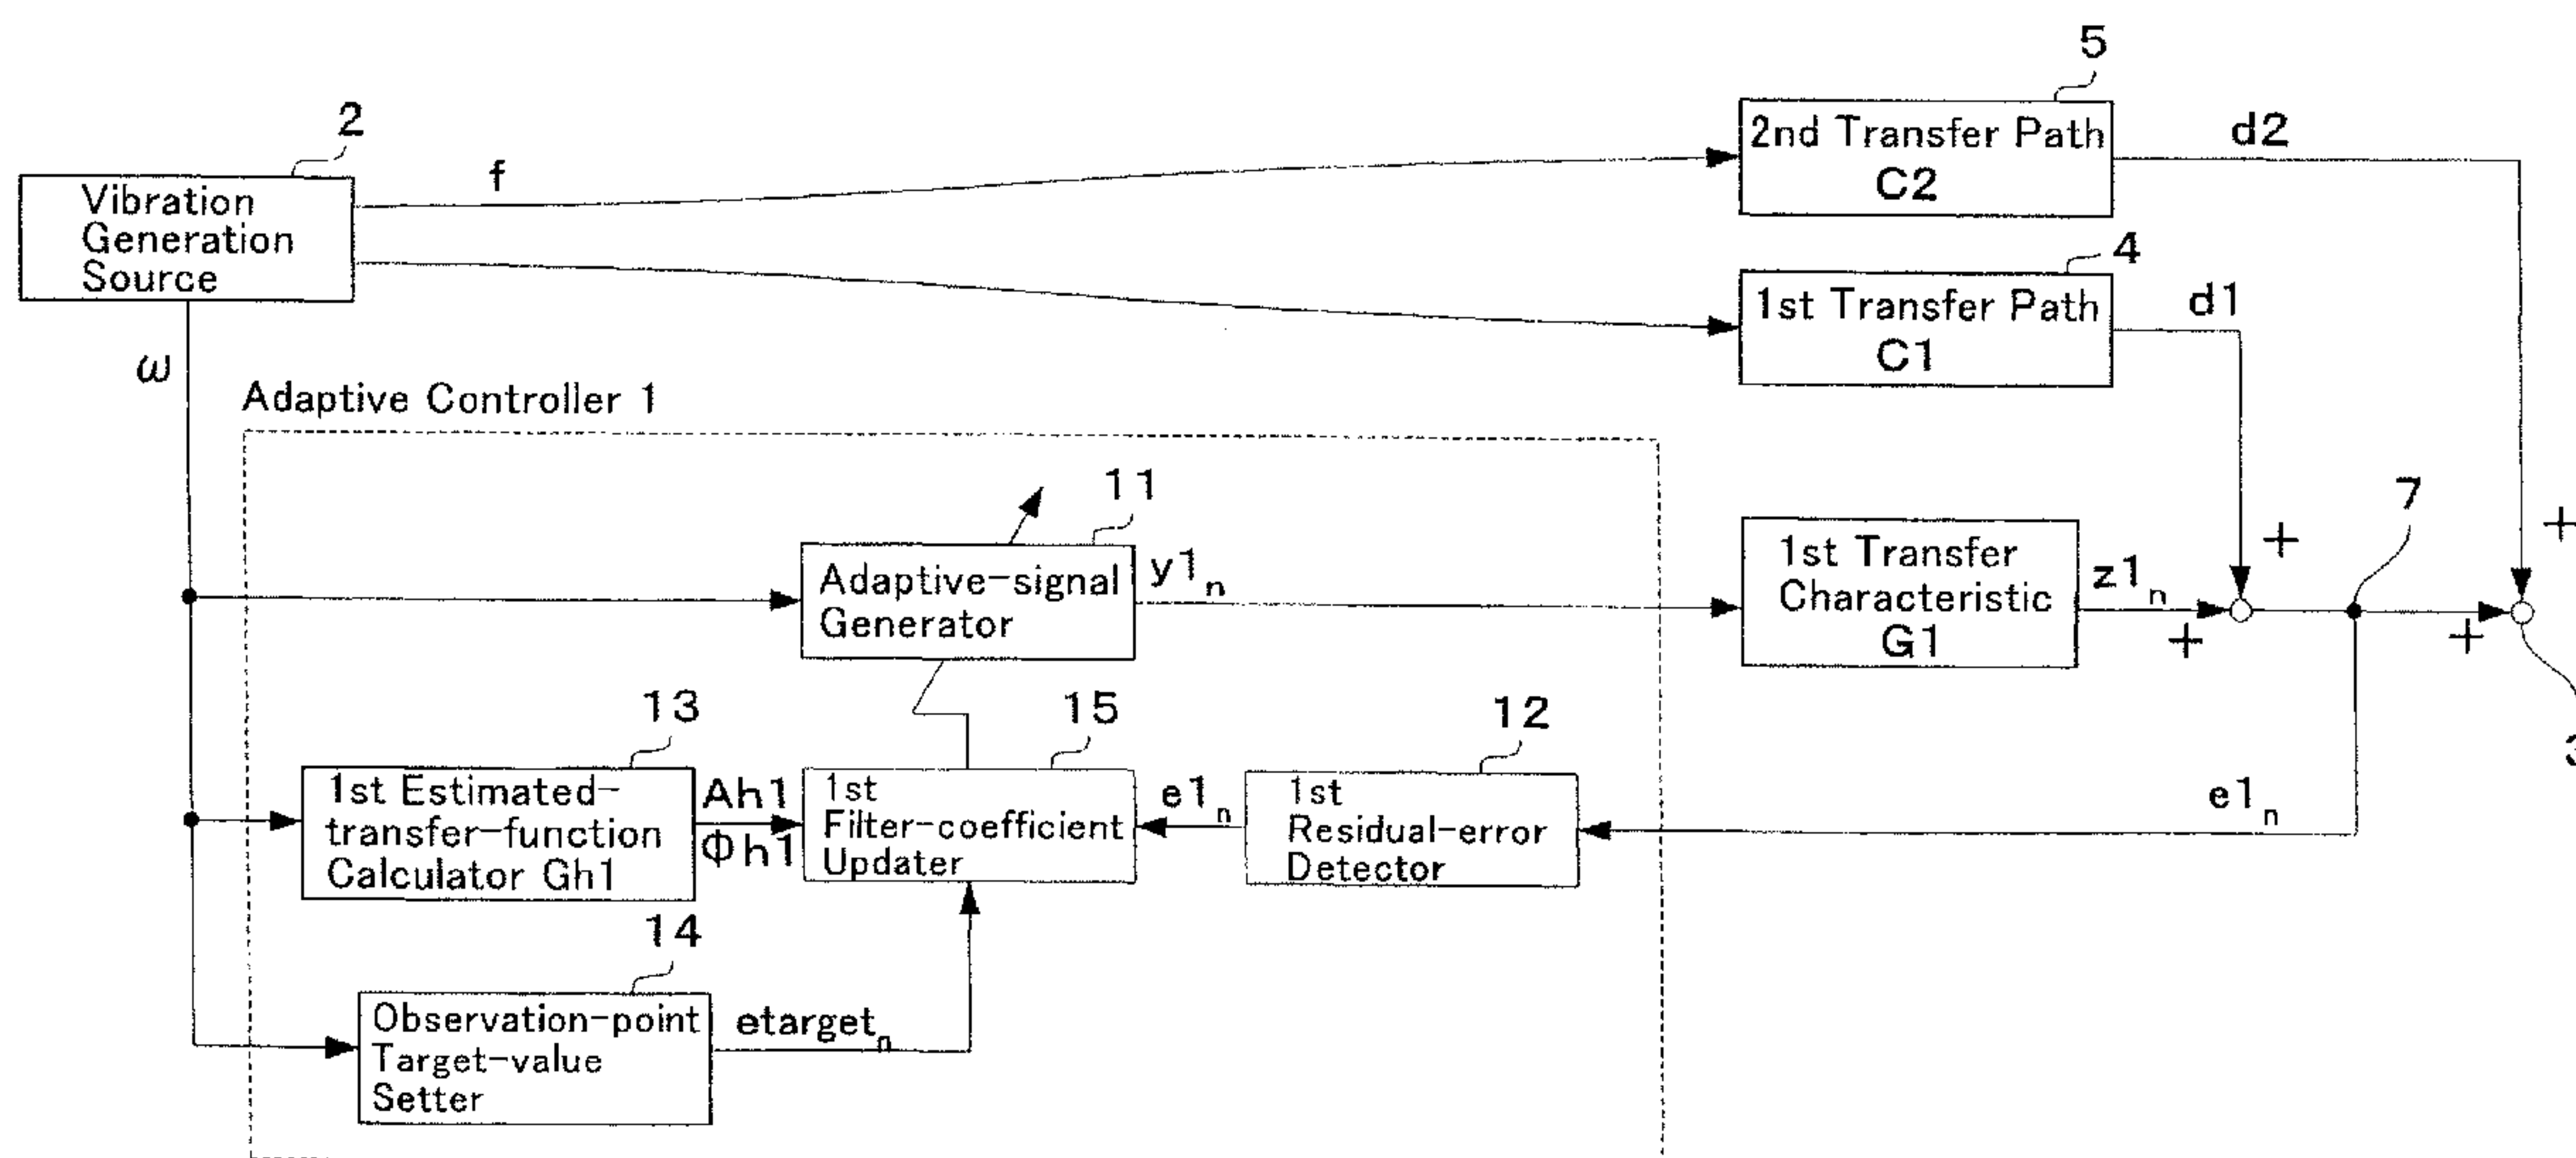 5
2nd Transfer Path
C2
d2
2
Vibration
Generation
Source
f
4
1st Transfer Path
C1
d1
ω
Adaptive Controller 1
11
Adaptive-signal
Generator
y1n
1st Transfer
Characteristic
G1
z1n
+
+
7
+
+
3
13
1st Estimated-
transfer-function
Calculator Gh1
Ah1
Φh1
15
1st
Filter-coefficient
Updater
e1n
12
1st
Residual-error
Detector
e1n
14
Observation-point
Target-value
Setter
etargetn